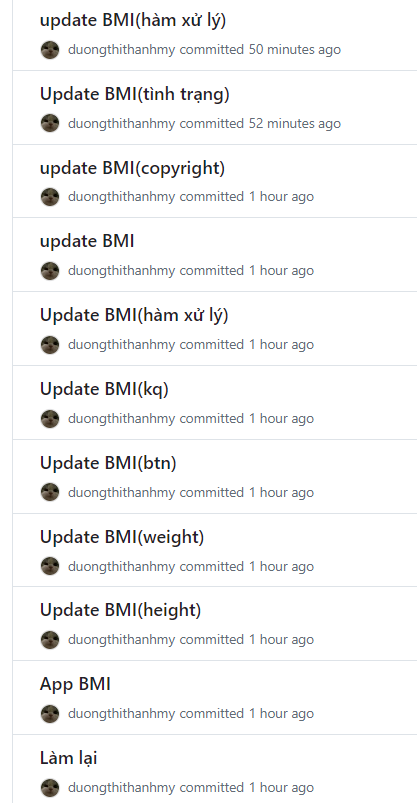 update BMI(hàm xử lý)
duongthithanhmy committed 50 minutes ago
Update BMI(tình trạng)
duongthithanhmy committed 52 minutes ago
update BMI(copyright)
duongthithanhmy committed 1 hour ago
update BMI
duongthithanhmy committed 1 hour ago
Update BMI(hàm xử lý)
duongthithanhmy committed 1 hour ago
Update BMI(kq)
duongthithanhmy committed 1 hour ago
Update BMI(btn)
duongthithanhmy committed 1 hour ago
Update BMI(weight)
duongthithanhmy committed 1 hour ago
Update BMI(height)
duongthithanhmy committed 1 hour ago
App BMI
duongthithanhmy committed 1 hour ago
Làm lại
duongthithanhmy committed 1 hour ago